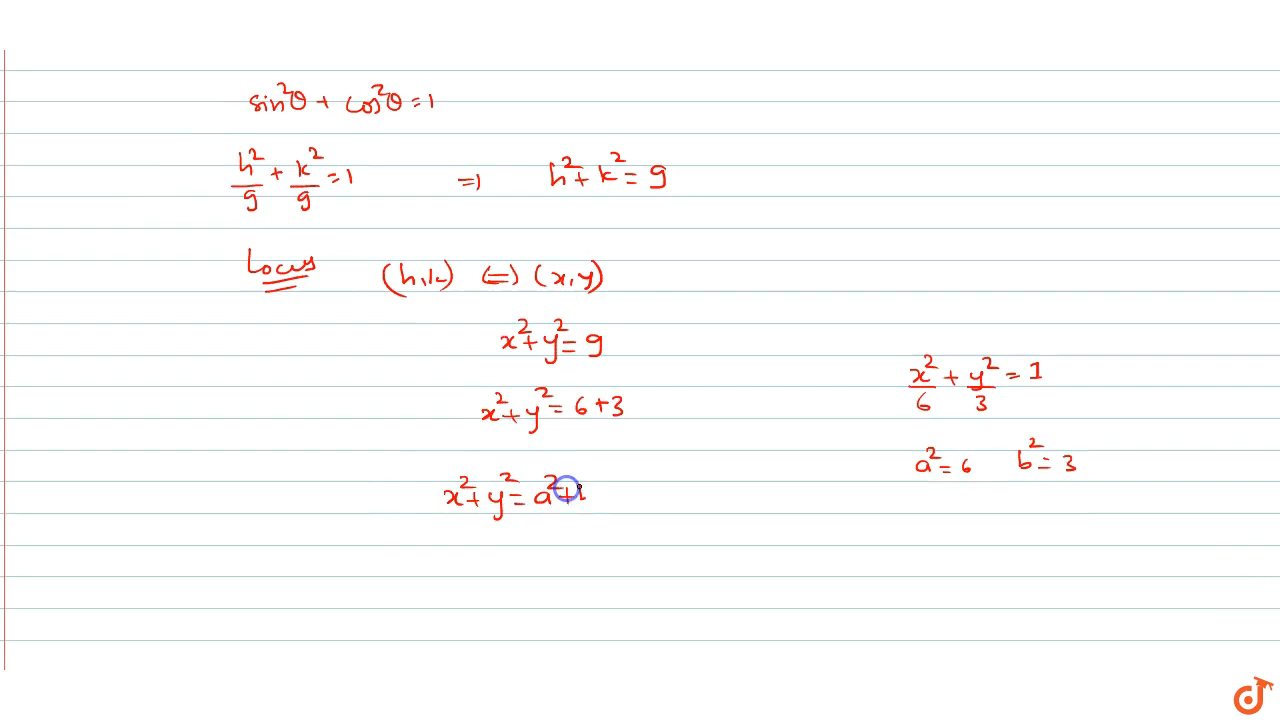 sin²θ + cos²θ = 1
h²/9 + k²/9 = 1 ⇒ h² + k² = 9
Locus (h, k) ⇔ (x, y)
x² + y² = 9
x²/6 + y²/3 = 1
x² + y² = 6 + 3
a² = 6 b² = 3
x² + y² = a² +